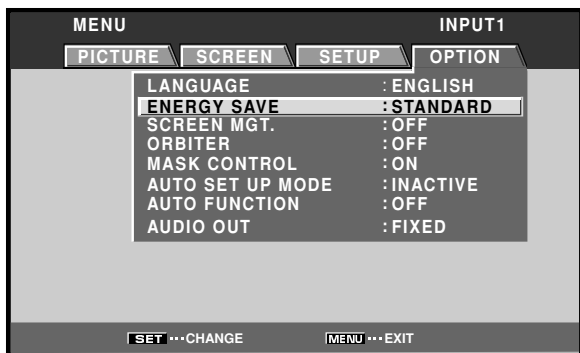 MENU INPUT1
PICTURE SCREEN SETUP OPTION
LANGUAGE :ENGLISH
ENERGY SAVE :STANDARD
SCREEN MGT. :OFF
ORBITER :OFF
MASK CONTROL :ON
AUTO SET UP MODE :INACTIVE
AUTO FUNCTION :OFF
AUDIO OUT :FIXED
SET ···CHANGE MENU ···EXIT